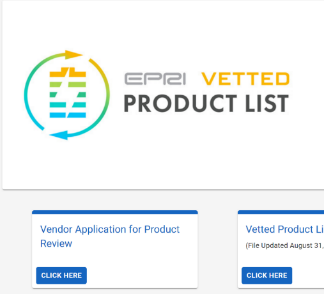 EPRI VETTED
PRODUCT LIST
Vendor Application for Product
Review
CLICK HERE
Vetted Product
(File Updated August 31,
CLICK HERE